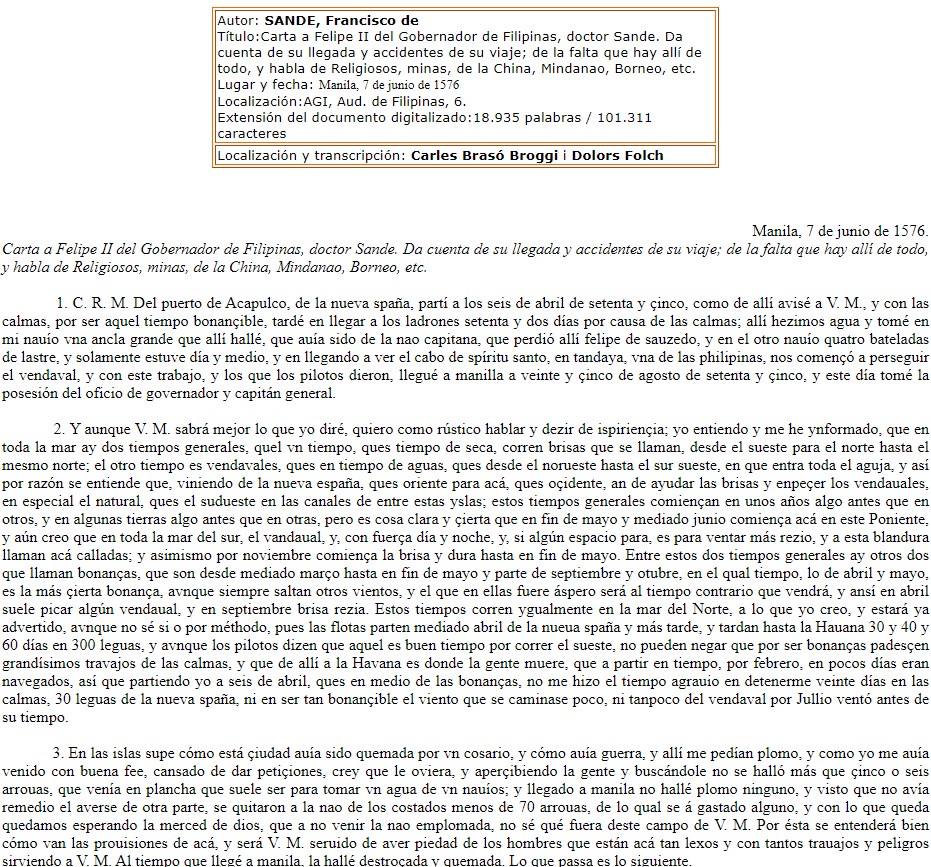 Autor: SANDE, Francisco de
Título:Carta a Felipe II del Gobernador de Filipinas, doctor Sande. Da
cuenta de su llegada y accidentes de su viaje; de la falta que hay allí de
todo, y habla de Religiosos, minas, de la China, Mindanao, Borneo, etc.
Lugar y fecha: Manila, 7 de junio de 1576
Localización:AGI, Aud. de Filipinas, 6.
Extensión del documento digitalizado:18.935 palabras / 101.311
caracteres
Localización y transcripción: Carles Brasó Broggi i Dolors Folch
Manila, 7 de junio de 1576.
Carta a Felipe II del Gobernador de Filipinas, doctor Sande. Da cuenta de su llegada y accidentes de su viaje; de la falta que hay allí de todo,
y habla de Religiosos, minas, de la China, Mindanao, Borneo, etc.
1. C. R. M. Del puerto de Acapulco, de la nueva spaña, partí a los seis de abril de setenta y çinco, como de allí avisé a V. M., y con las
calmas, por ser aquel tiempo bonançible, tardé en llegar a los ladrones setenta y dos días por causa de las calmas; allí hezimos agua y tomé en
mi nauío vna ancla grande que allí hallé, que auía sido de la nao capitana, que perdió allí felipe de sauzedo, y en el otro nauío quatro bateladas
de lastre, y solamente estuve día y medio, y en llegando a ver el cabo de spíritu santo, en tandaya, vna de las philipinas, nos començó a perseguir
el vendaval, y con este trabajo, y los que los pilotos dieron, llegué a manilla a veinte y çinco de agosto de setenta y çinco, y este día tomé la
posesión del oficio de governador y capitán general.
2. Y aunque V. M. sabrá mejor lo que yo diré, quiero como rústico hablar y dezir de ispiriençia; yo entiendo y me he ynformado, que en
toda la mar ay dos tiempos generales, quel vn tiempo, ques tiempo de seca, corren brisas que se llaman, desde el sueste para el norte hasta el
mesmo norte; el otro tiempo es vendavales, ques en tiempo de aguas, ques desde el norueste hasta el sur sueste, en que entra toda el aguja, y así
por razón se entiende que, viniendo de la nueva españa, ques oriente para acá, ques oçidente, an de ayudar las brisas y enpeçer los vendauales,
en especial el natural, ques el sudueste en las canales de entre estas yslas; estos tiempos generales comiençan en unos años algo antes que en
otros, y en algunas tierras algo antes que en otras, pero es cosa clara y çierta que en fin de mayo y mediado junio comiença acá en este Poniente,
y aún creo que en toda la mar del sur, el vandaual, y, con fuerça día y noche, y, si algún espacio para, es para ventar más rezio, y a esta blandura
llaman acá calladas; y asimismo por noviembre comiença la brisa y dura hasta en fin de mayo. Entre estos dos tiempos generales ay otros dos
que llaman bonanças, que son desde mediado março hasta en fín de mayo y parte de septiembre y otubre, en el qual tiempo, lo de abril y mayo,
es la más çierta bonança, avnque siempre saltan otros vientos, y el que en ellas fuere áspero será al tiempo contrario que vendrá, y ansí en abril
suele picar algún vendaual, y en septiembre brisa rezia. Estos tiempos corren ygualmente en la mar del Norte, a lo que yo creo, y estará ya
advertido, avnque no sé si o por méthodo, pues las flotas parten mediado abril de la nueua spaña y más tarde, y tardan hasta la Hauana 30 y 40 y
60 días en 300 leguas, y avnque los pilotos dizen que aquel es buen tiempo por correr el sueste, no pueden negar que por ser bonanças padesçen
grandísimos travajos de las calmas, y que de allí a la Havana es donde la gente muere, que a partir en tiempo, por febrero, en pocos días eran
navegados, así que partiendo yo a seis de abril, ques en medio de las bonanças, no me hizo el tiempo agrauio en detenerme veinte días en las
calmas, 30 leguas de la nueva spaña, ni en ser tan bonançible el viento que se caminase poco, ni tanpoco del vendaval por Jullio ventó antes de
su tiempo.
3. En las islas supe cómo está çiudad auía sido quemada por vn cosario, y cómo auía guerra, y allí me pedían plomo, y como yo me auía
venido con buena fee, cansado de dar petiçiones, crey que le oviera, y aperçibiendo la gente y buscándole no se halló más que çinco o seis
arrouas, que venía en plancha que suele ser para tomar vn agua de vn nauíos; y llegado a manila no hallé plomo ninguno, y visto que no avía
remedio el averse de otra parte, se quitaron a la nao de los costados menos de 70 arrouas, de lo qual se á gastado alguno, y con lo que queda
quedamos esperando la merced de dios, que a no venir la nao emplomada, no sé qué fuera deste campo de V. M. Por ésta se entenderá bien
cómo van las prouisiones de acá, y será V. M. seruido de aver piedad de los hombres que están acá tan lexos y con tantos trauajos y peligros
sirviendo a V. M. Al tiempo que llegé a manila, la hallé destroçada y quemada. Lo que passa es lo siguiente.